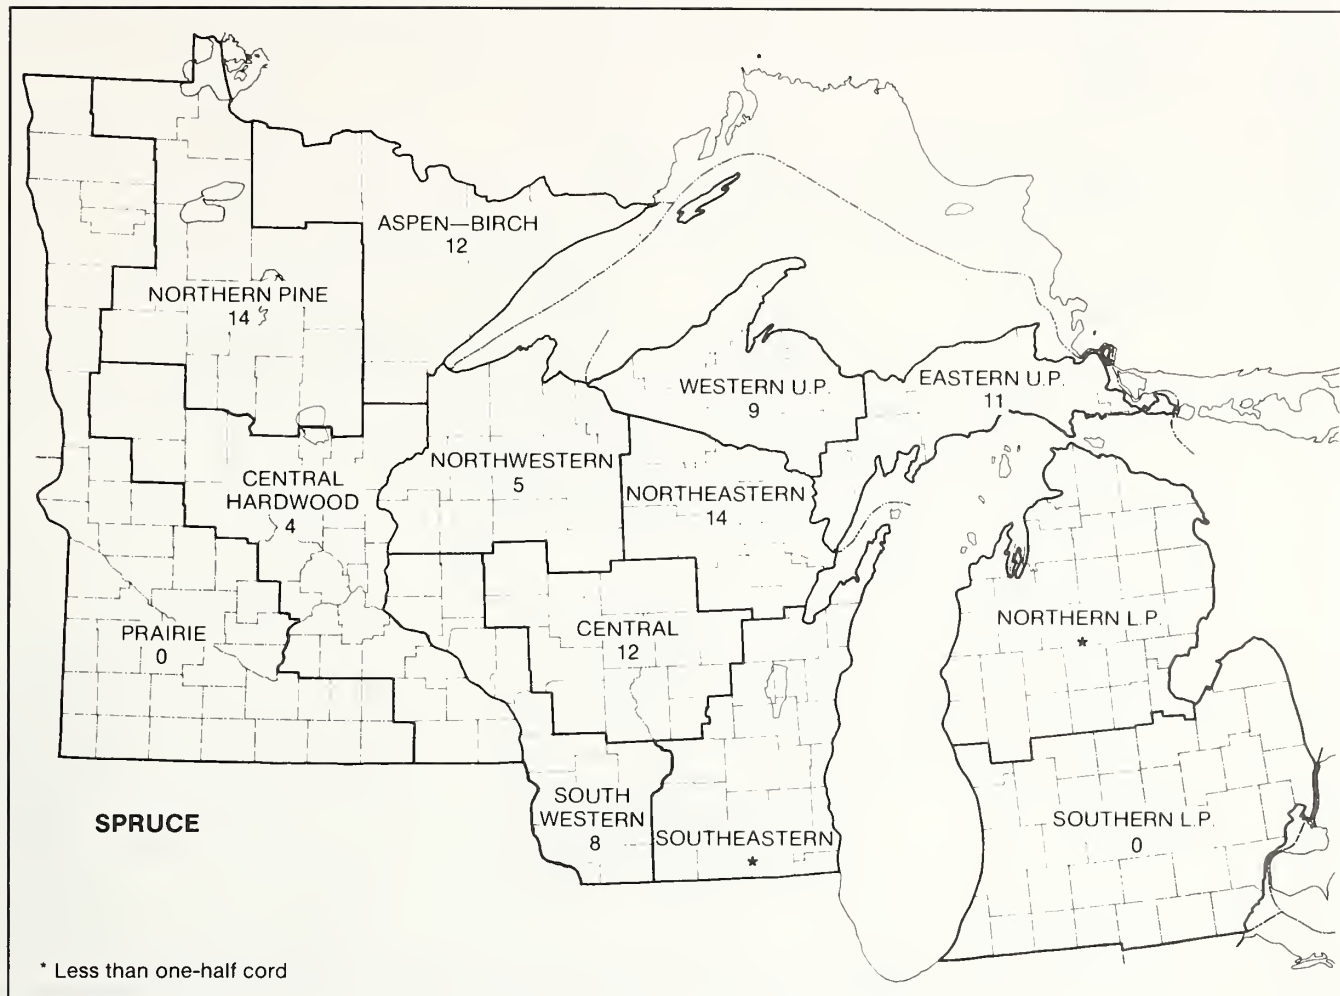 ASPEN—BIRCH
12
NORTHERN PINE
14
WESTERN U.P.
9
EASTERN U.P.
11
CENTRAL
HARDWOOD
4
NORTHWESTERN
5
NORTHEASTERN
14
PRAIRIE
0
CENTRAL
12
NORTHERN L.P.
*
SOUTH
WESTERN
8
SOUTHEASTERN
*
SOUTHERN L.P.
0
SPRUCE
* Less than one-half cord